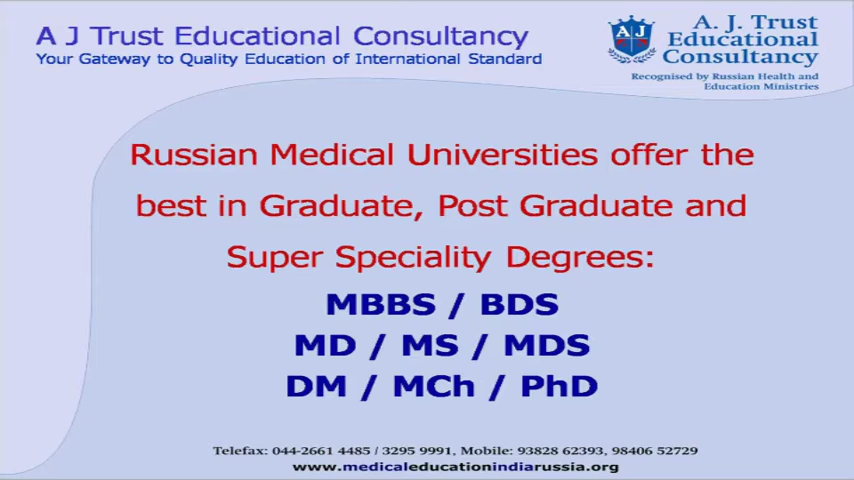 A J Trust Educational Consultancy
Your Gateway to Quality Education of International Standard
A J
A. J. Trust
Educational
Consultancy
Recognised by Russian Health and
Education Ministries
Russian Medical Universities offer the
best in Graduate, Post Graduate and
Super Speciality Degrees:
MBBS / BDS
MD / MS / MDS
DM / MCh / PhD
Telefax: 044-2661 4485 / 3295 9991, Mobile: 93828 62393, 98406 52729
www.medicaleducationindiarussia.org